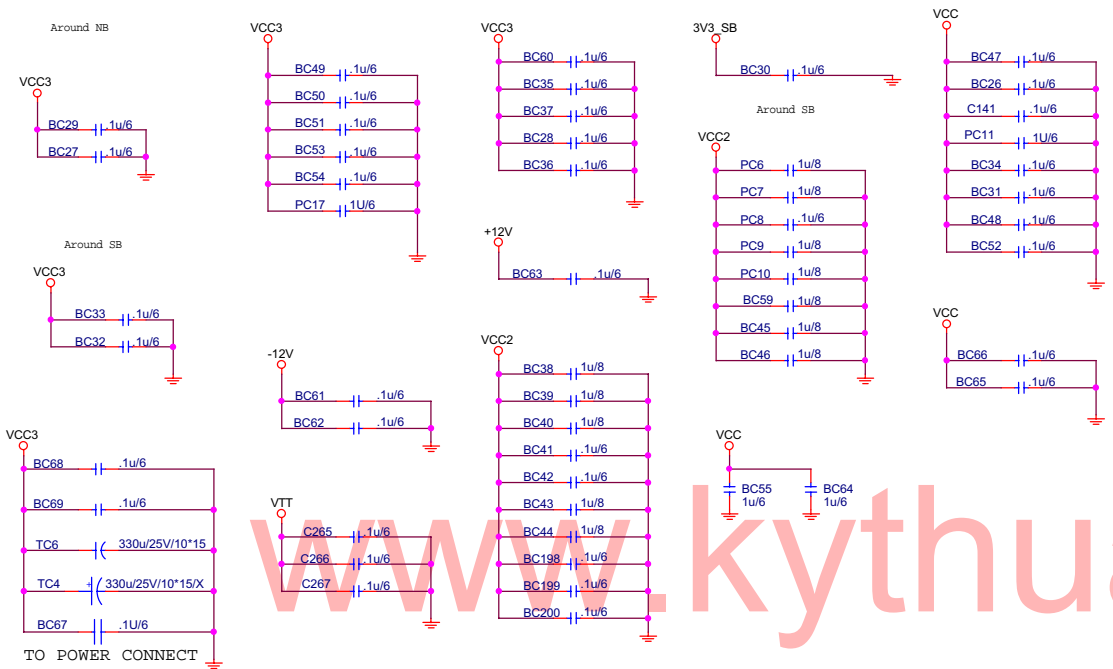 Around NB
VCC3
BC29 .1u/6
BC27 .1u/6
Around SB
VCC3
BC33 .1u/6
BC32 .1u/6
VCC3
BC68 .1u/6
BC69 .1u/6
TC6 330u/25V/10*15
TC4 + 330u/25V/10*15/X
BC67 .1U/6
TO POWER CONNECT
VCC3
BC49 .1u/6
BC50 .1u/6
BC51 .1u/6
BC53 .1u/6
BC54 .1u/6
PC17 1U/6
-12V
BC61 .1u/6
BC62 .1u/6
VTT
C265 .1u/6
C266 .1u/6
C267 .1u/6
VCC3
BC60 .1u/6
BC35 .1u/6
BC37 .1u/6
BC28 .1u/6
BC36 .1u/6
+12V
BC63 .1u/6
VCC2
BC38 1u/8
BC39 .1u/6
BC40 1u/8
BC41 .1u/6
BC42 .1u/6
BC43 1u/8
BC44 1u/8
BC198 .1u/6
BC199 .1u/6
BC200 .1u/6
3V3_SB
BC30 .1u/6
Around SB
VCC2
PC6 1u/8
PC7 1u/8
PC8 .1u/6
PC9 1u/8
PC10 1u/8
BC59 1u/8
BC45 1u/8
BC46 1u/8
VCC
BC55 1u/6
BC64 1u/6
VCC
BC47 .1u/6
BC26 .1u/6
C141 .1u/6
PC11 1U/6
BC34 .1u/6
BC31 .1u/6
BC48 .1u/6
BC52 .1u/6
VCC
BC66 .1u/6
BC65 .1u/6
www.kythu